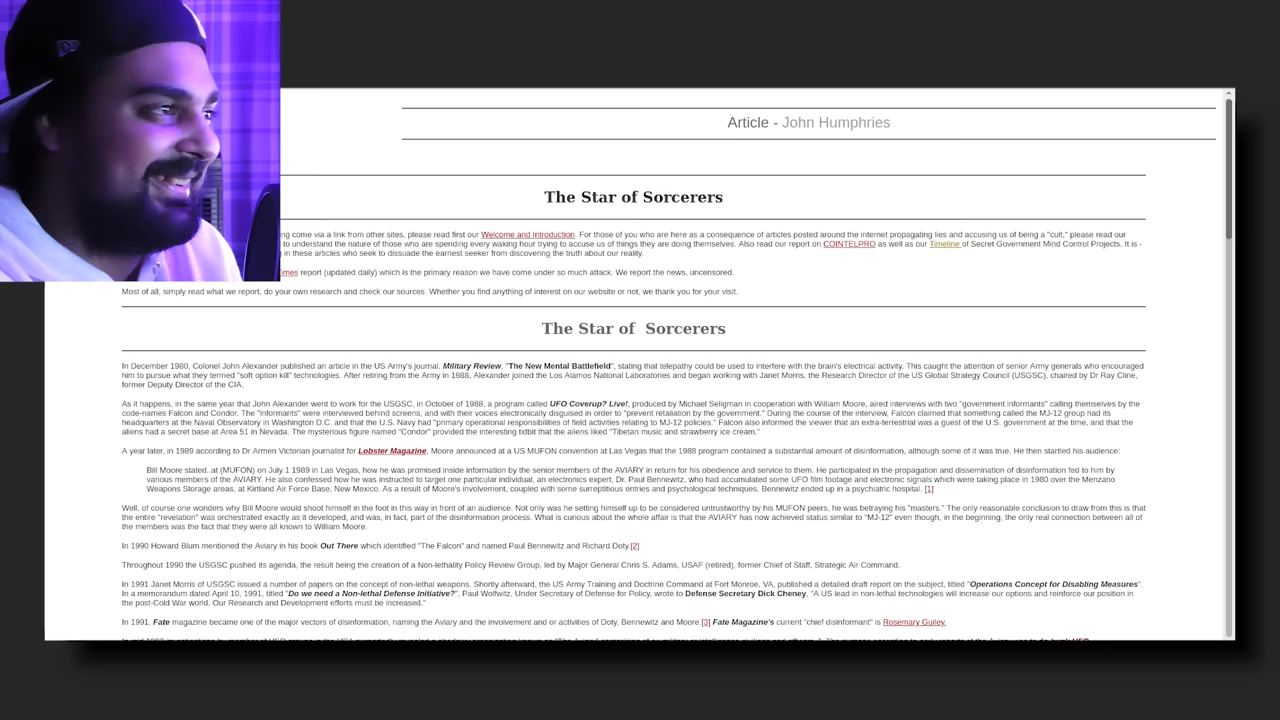 Article - John Humphries
The Star of Sorcerers
ng come via a link from other sites, please read first our Welcome and Introduction. For those of you who are here as a consequence of articles posted around the internet propagating lies and accusing us of being a "cult," please read our
to understand the nature of those who are spending every waking hour trying to accuse us of things they are doing themselves. Also read our report on COINTELPRO as well as our Timeline of Secret Government Mind Control Projects. It is -
in these articles who seek to dissuade the earnest seeker from discovering the truth about our reality.
imes report (updated daily) which is the primary reason we have come under so much attack. We report the news, uncensored.
Most of all, simply read what we report, do your own research and check our sources. Whether you find anything of interest on our website or not, we thank you for your visit.
The Star of Sorcerers
In December 1980, Colonel John Alexander published an article in the US Army's journal, Military Review, "The New Mental Battlefield", stating that telepathy could be used to interfere with the brain's electrical activity. This caught the attention of senior Army generals who encouraged
him to pursue what they termed "soft option kill" technologies. After retiring from the Army in 1988, Alexander joined the Los Alamos National Laboratories and began working with Janet Morris, the Research Director of the US Global Strategy Council (USGSC), chaired by Dr Ray Cline,
former Deputy Director of the CIA.
As it happens, in the same year that John Alexander went to work for the USGSC, in October of 1988, a program called UFO Coverup? Live!, produced by Michael Seligman in cooperation with William Moore, aired interviews with two "government informants" calling themselves by the
code-names Falcon and Condor. The "informants" were interviewed behind screens, and with their voices electronically disguised in order to "prevent retaliation by the government." During the course of the interview, Falcon claimed that something called the MJ-12 group had its
headquarters at the Naval Observatory in Washington D.C. and that the U.S. Navy had "primary operational responsibilities of field activities relating to MJ-12 policies." Falcon also informed the viewer that an extra-terrestrial was a guest of the U.S. government at the time, and that the
aliens had a secret base at Area 51 in Nevada. The mysterious figure named "Condor" provided the interesting tidbit that the aliens liked "Tibetan music and strawberry ice cream."
A year later, in 1989 according to Dr Armen Victorian journalist for Lobster Magazine, Moore announced at a US MUFON convention at Las Vegas that the 1988 program contained a substantial amount of disinformation, although some of it was true. He then startled his audience:
Bill Moore stated..at (MUFON) on July 1 1989 in Las Vegas, how he was promised inside information by the senior members of the AVIARY in return for his obedience and service to them. He participated in the propagation and dissemination of disinformation fed to him by
various members of the AVIARY. He also confessed how he was instructed to target one particular individual, an electronics expert, Dr. Paul Bennewitz, who had accumulated some UFO film footage and electronic signals which were taking place in 1980 over the Menzano
Weapons Storage areas, at Kirtland Air Force Base, New Mexico. As a result of Moore's involvement, coupled with some surreptitious entries and psychological techniques, Bennewitz ended up in a psychiatric hospital. [1]
Well, of course one wonders why Bill Moore would shoot himself in the foot in this way in front of an audience. Not only was he setting himself up to be considered untrustworthy by his MUFON peers, he was betraying his "masters." The only reasonable conclusion to draw from this is that
the entire "revelation" was orchestrated exactly as it developed, and was, in fact, part of the disinformation process. What is curious about the whole affair is that the AVIARY has now achieved status similar to "MJ-12" even though, in the beginning, the only real connection between all of
the members was the fact that they were all known to William Moore.
In 1990 Howard Blum mentioned the Aviary in his book Out There which identified "The Falcon" and named Paul Bennewitz and Richard Doty.[2]
Throughout 1990 the USGSC pushed its agenda, the result being the creation of a Non-lethality Policy Review Group, led by Major General Chris S. Adams, USAF (retired), former Chief of Staff, Strategic Air Command.
In 1991 Janet Morris of USGSC issued a number of papers on the concept of non-lethal weapons. Shortly afterward, the US Army Training and Doctrine Command at Fort Monroe, VA, published a detailed draft report on the subject, titled "Operations Concept for Disabling Measures".
In a memorandum dated April 10, 1991, titled "Do we need a Non-lethal Defense Initiative?", Paul Wolfwitz, Under Secretary of Defense for Policy, wrote to Defense Secretary Dick Cheney, "A US lead in non-lethal technologies will increase our options and reinforce our position in
the post-Cold War world. Our Research and Development efforts must be increased."
In 1991, Fate magazine became one of the major vectors of disinformation, naming the Aviary and the involvement and or activities of Doty, Bennewitz and Moore.[3] Fate Magazine's current "chief disinformant" is Rosemary Guiley.